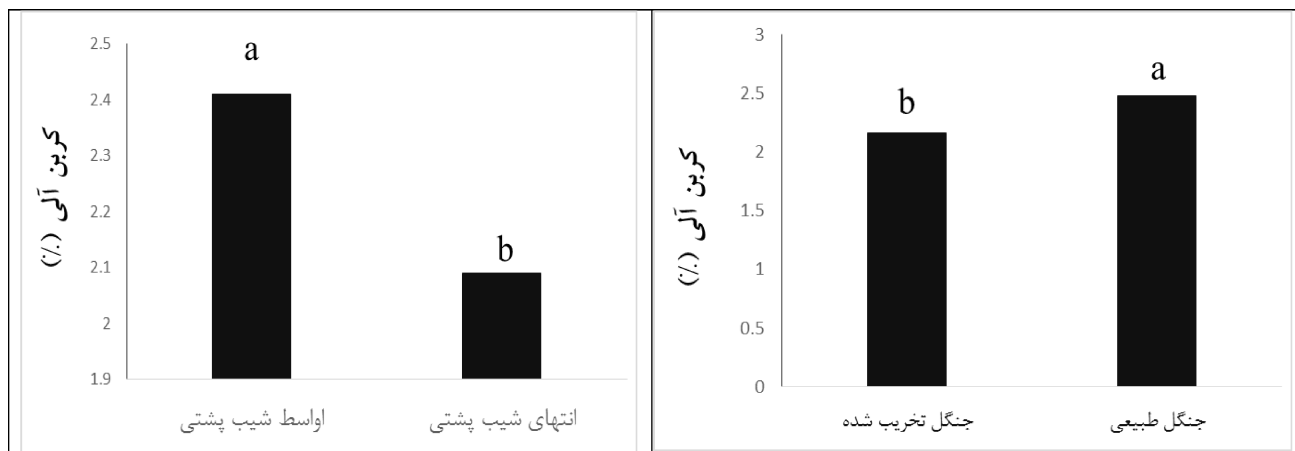 کربن آلی (٪)
2.5
2.4
2.3
2.2
2.1
2
1.9
a
b
اواسط شیب پشتی
انتهای شیب پشتی
کربن آلی (٪)
3
2.5
2
1.5
1
0.5
0
b
a
جنگل تخریب شده
جنگل طبیعی